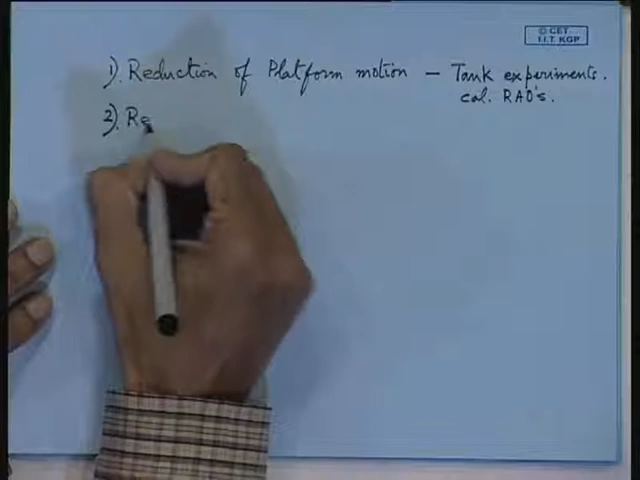 © CET
I.I.T. KGP
1). Reduction of Platform motion – Tank experiments.
cal. RAO's.
2). Re